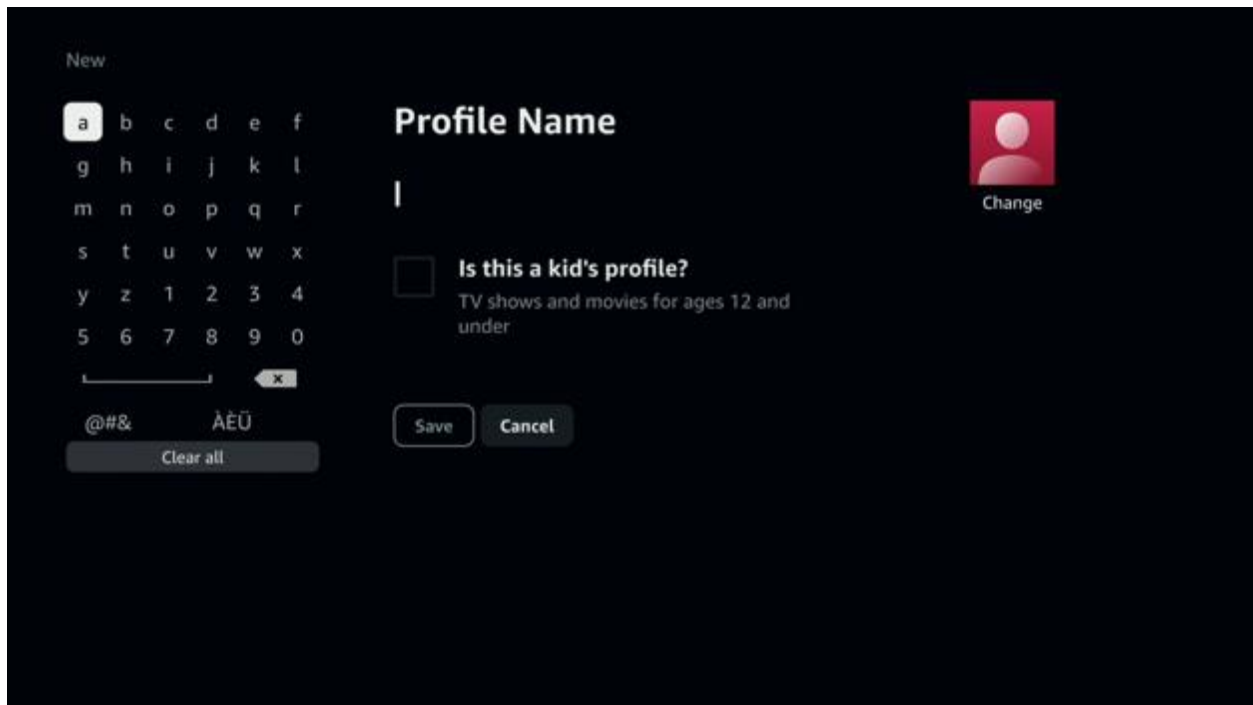 New
a b c d e f
g h i j k l
m n o p q r
s t u v w x
y z 1 2 3 4
5 6 7 8 9 0
@#& ÀÈÜ
Clear all
Profile Name
Is this a kid's profile?
TV shows and movies for ages 12 and
under
Save Cancel
Change